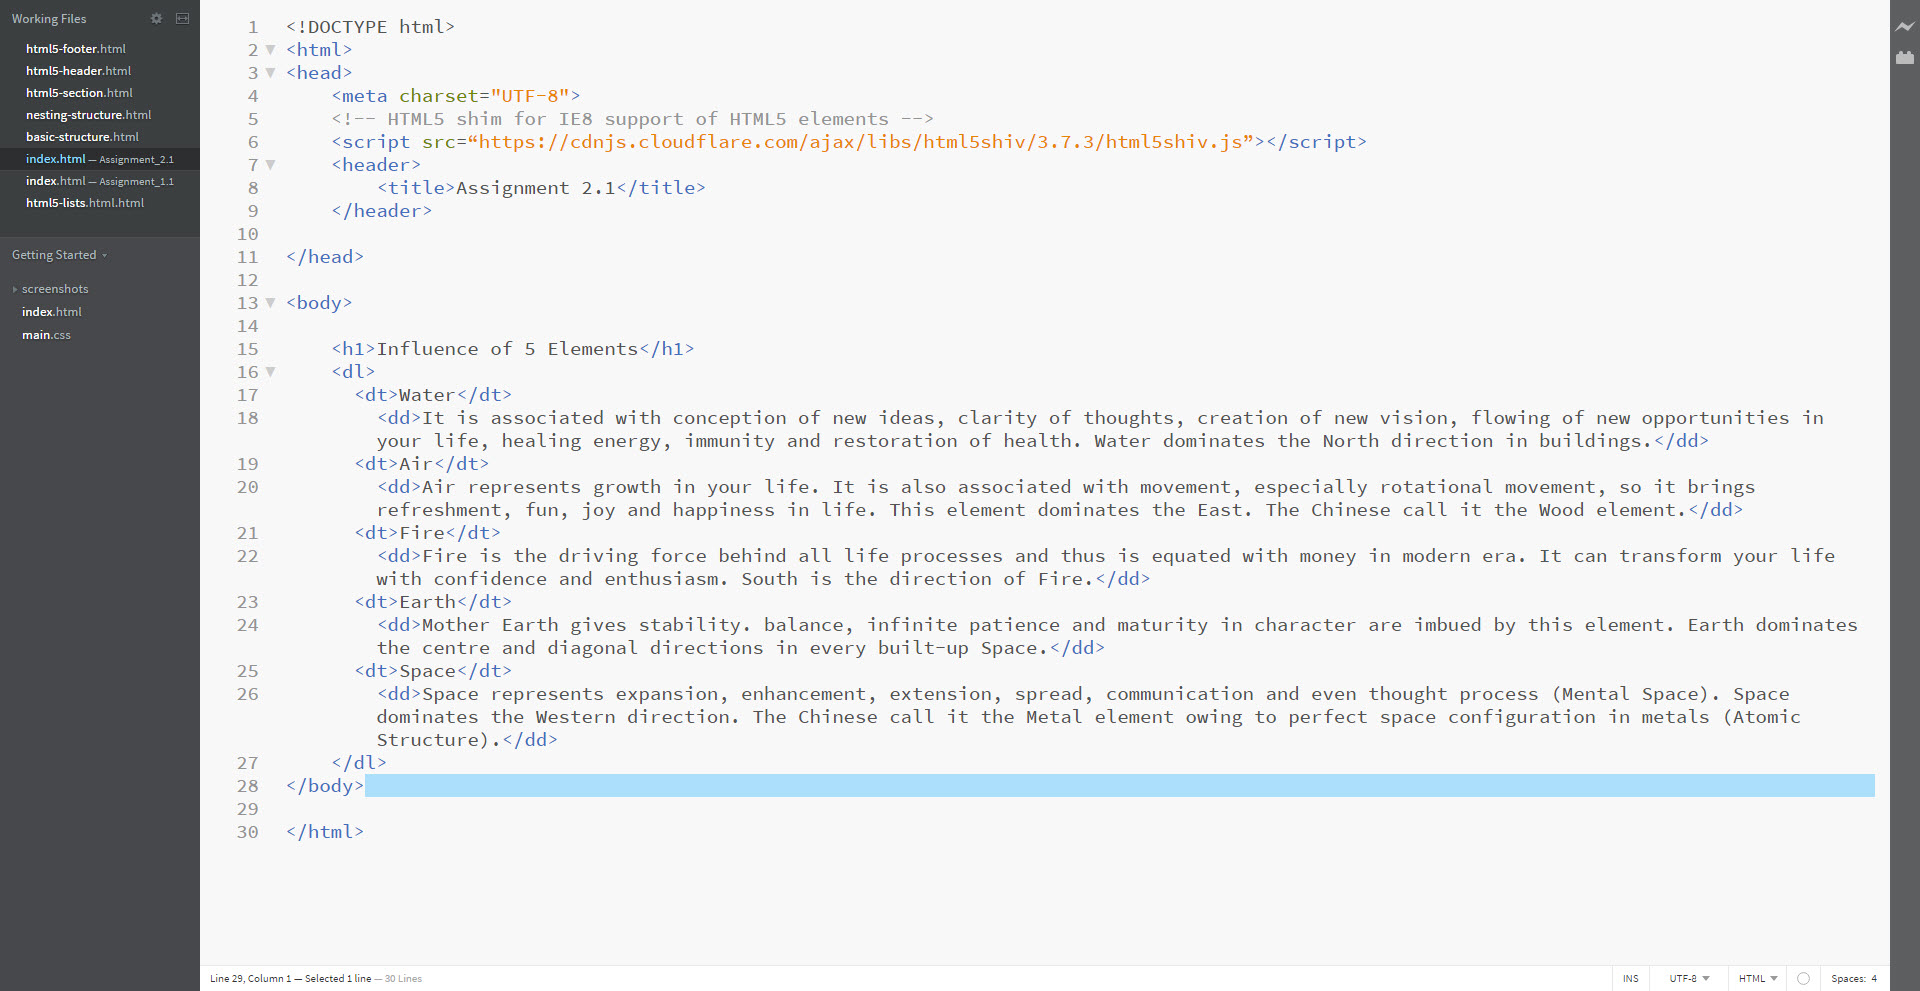 Working Files
html5-footer.html
html5-header.html
html5-section.html
nesting-structure.html
basic-structure.html
index.html — Assignment_2.1
index.html — Assignment_1.1
html5-lists.html.html
Getting Started
screenshots
index.html
main.css
1 <!DOCTYPE html>
2 <html>
3 <head>
4 <meta charset="UTF-8">
5 <!-- HTML5 shim for IE8 support of HTML5 elements -->
6 <script src=“https://cdnjs.cloudflare.com/ajax/libs/html5shiv/3.7.3/html5shiv.js”></script>
7 <header>
8 <title>Assignment 2.1</title>
9 </header>
10
11 </head>
12
13 <body>
14
15 <h1>Influence of 5 Elements</h1>
16 <dl>
17 <dt>Water</dt>
18 <dd>It is associated with conception of new ideas, clarity of thoughts, creation of new vision, flowing of new opportunities in
your life, healing energy, immunity and restoration of health. Water dominates the North direction in buildings.</dd>
19 <dt>Air</dt>
20 <dd>Air represents growth in your life. It is also associated with movement, especially rotational movement, so it brings
refreshment, fun, joy and happiness in life. This element dominates the East. The Chinese call it the Wood element.</dd>
21 <dt>Fire</dt>
22 <dd>Fire is the driving force behind all life processes and thus is equated with money in modern era. It can transform your life
with confidence and enthusiasm. South is the direction of Fire.</dd>
23 <dt>Earth</dt>
24 <dd>Mother Earth gives stability. balance, infinite patience and maturity in character are imbued by this element. Earth dominates
the centre and diagonal directions in every built-up Space.</dd>
25 <dt>Space</dt>
26 <dd>Space represents expansion, enhancement, extension, spread, communication and even thought process (Mental Space). Space
dominates the Western direction. The Chinese call it the Metal element owing to perfect space configuration in metals (Atomic
Structure).</dd>
27 </dl>
28 </body>
29
30 </html>
Line 29, Column 1 — Selected 1 line — 30 Lines
INS UTF-8 HTML Spaces: 4